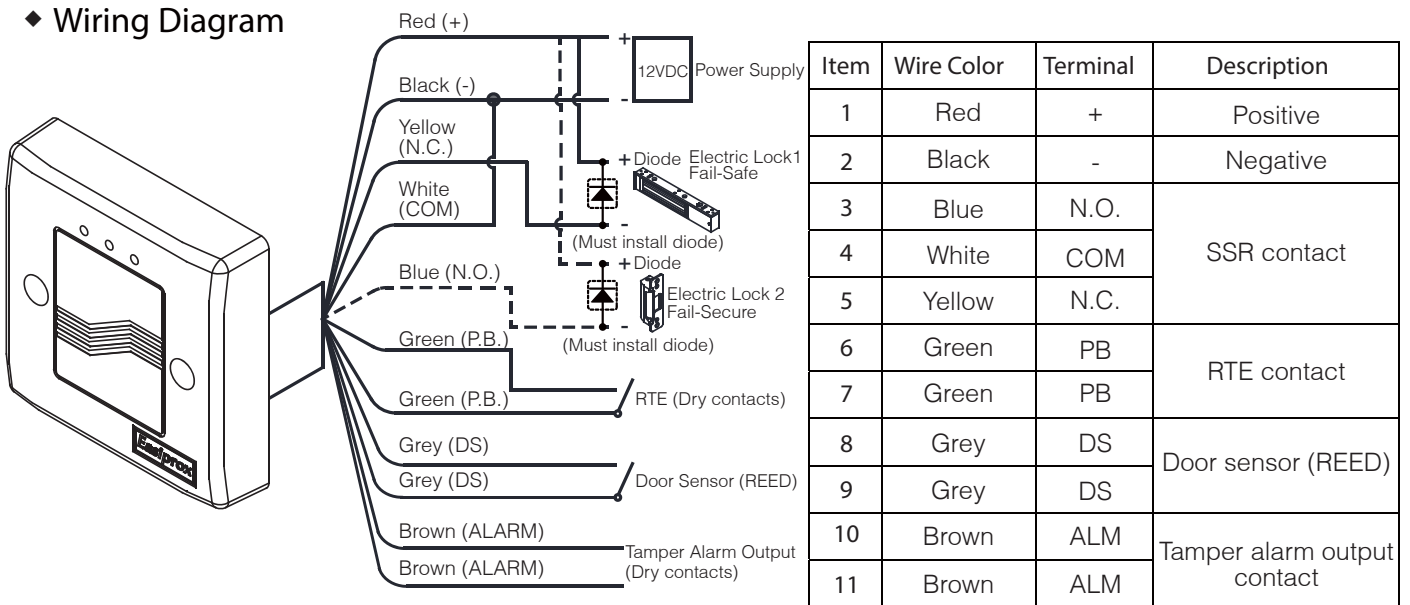 ◆ Wiring Diagram
Red (+)
+
12VDC Power Supply
Black (-)
-
Yellow
(N.C.)
+ Diode Electric Lock1
Fail-Safe
White
(COM)
-
(Must install diode)
+ Diode
Blue (N.O.)
Electric Lock 2
Fail-Secure
-
(Must install diode)
Green (P.B.)
Green (P.B.)
RTE (Dry contacts)
Grey (DS)
Grey (DS)
Door Sensor (REED)
Brown (ALARM)
Tamper Alarm Output
(Dry contacts)
Brown (ALARM)
Easiprox
Item Wire Color Terminal Description
1 Red + Positive
2 Black - Negative
3 Blue N.O.
4 White COM SSR contact
5 Yellow N.C.
6 Green PB
RTE contact
7 Green PB
8 Grey DS
Door sensor (REED)
9 Grey DS
10 Brown ALM
Tamper alarm output
contact
11 Brown ALM